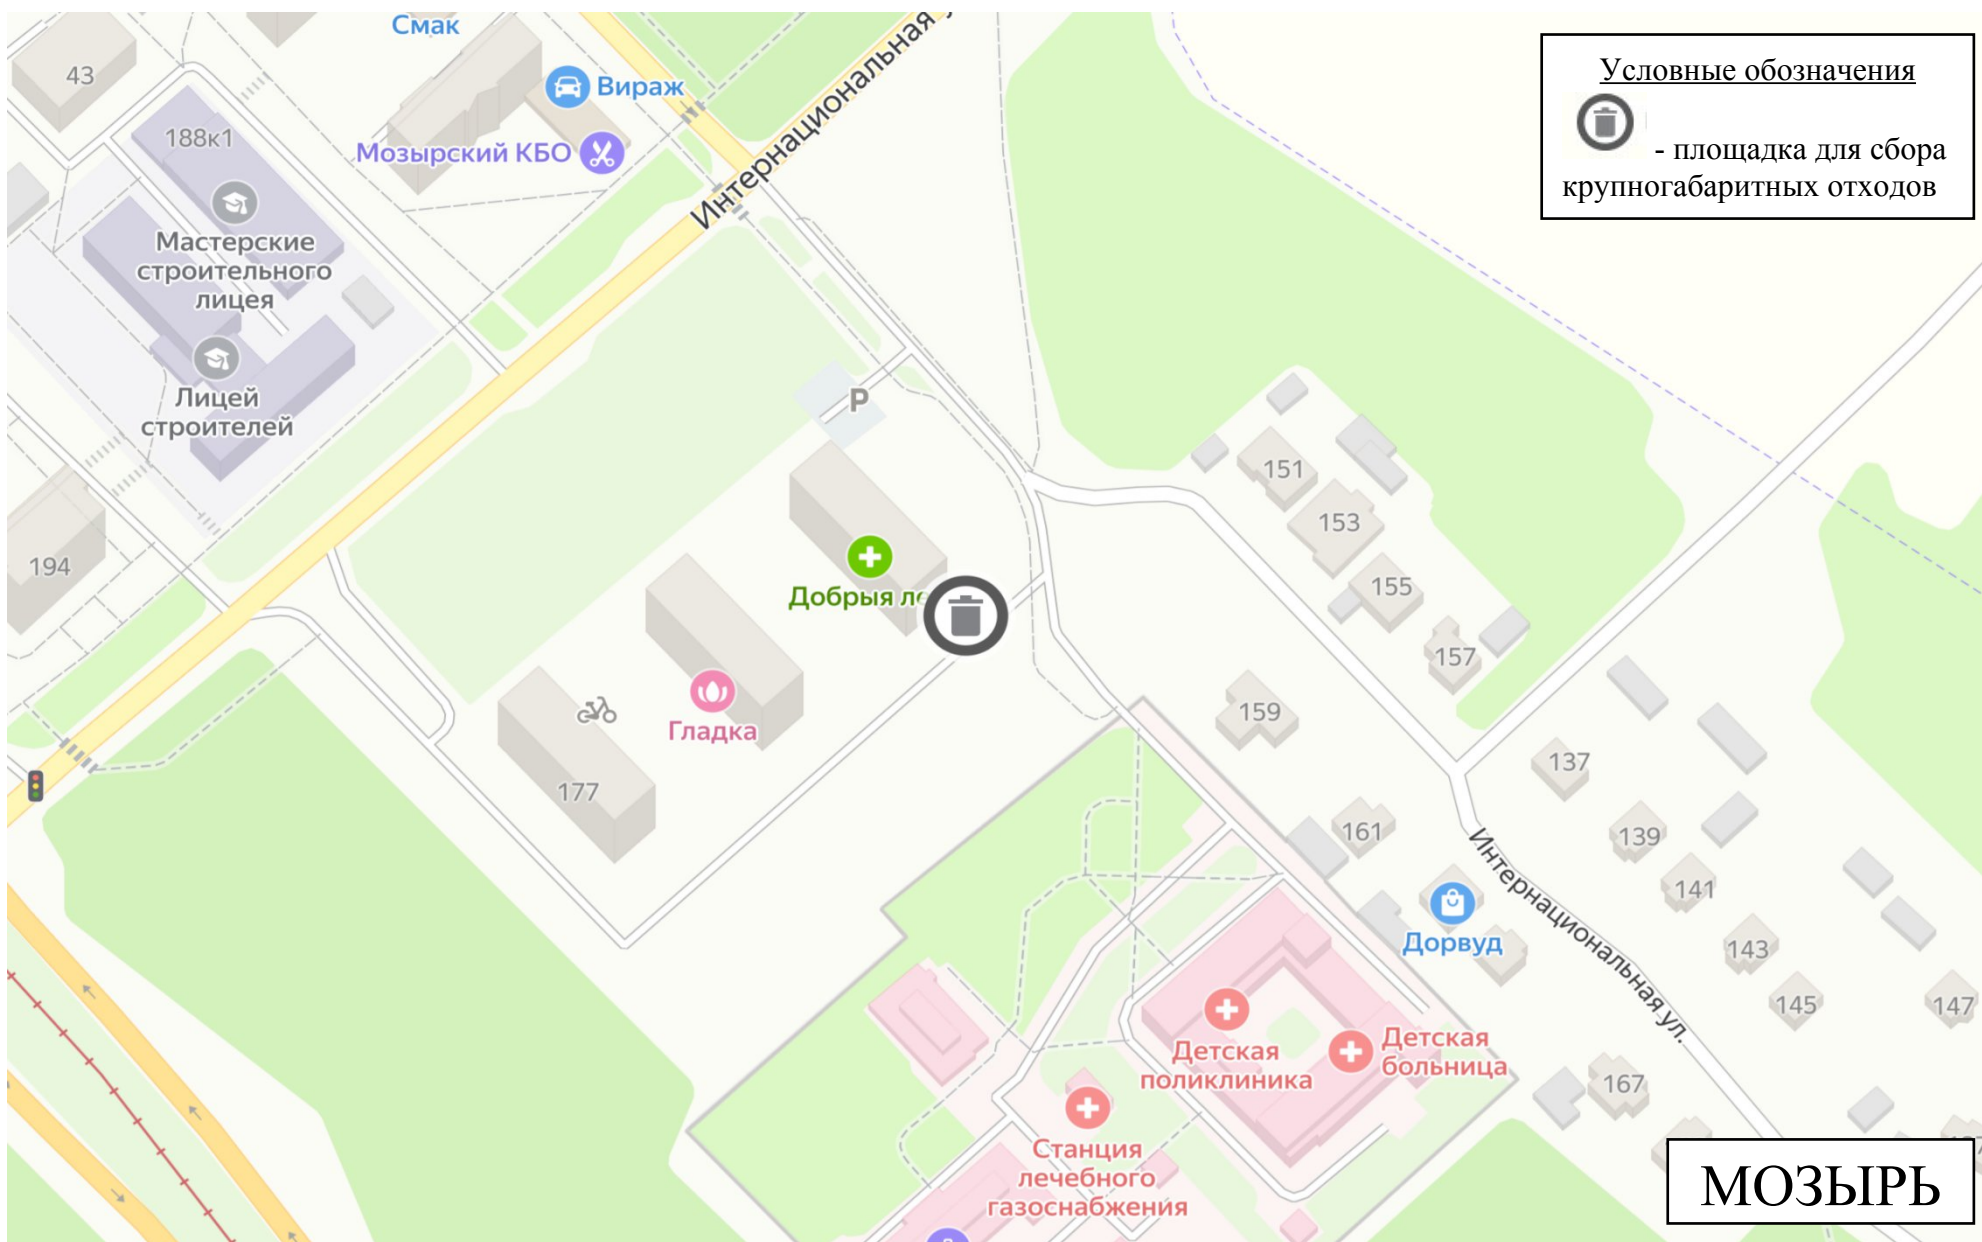 Смак
43
Вираж
188к1
Мозырский КБО
Интернациональная
Условные обозначения
- площадка для сбора
крупногабаритных отходов
Мастерские
строительного
лицея
Лицей
строителей
P
151
153
194
155
Добрыя
157
159
Гладка
137
177
161
139
141
Интернациональная ул.
Дорвуд
143
145
147
Детская
поликлиника
Детская
больница
167
Станция
лечебного
газоснабжения
МОЗЫРЬ